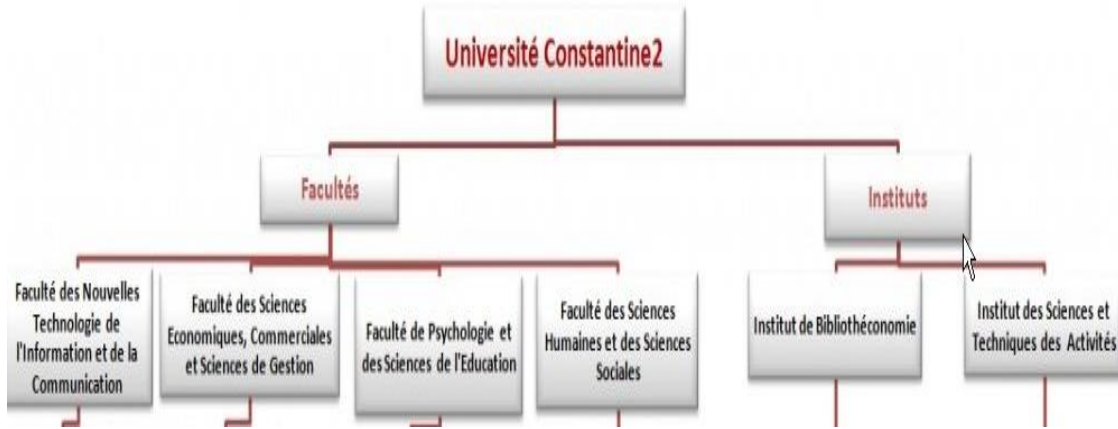 Université Constantine2
Facultés
Instituts
Faculté des Nouvelles
Technologie de
l'Information et de la
Communication
Faculté des Sciences
Economiques, Commerciales
et Sciences de Gestion
Faculté de Psychologie et
des Sciences de l'Education
Faculté des Sciences
Humaines et des Sciences
Sociales
Institut de Bibliothéconomie
Institut des Sciences et
Techniques des Activités